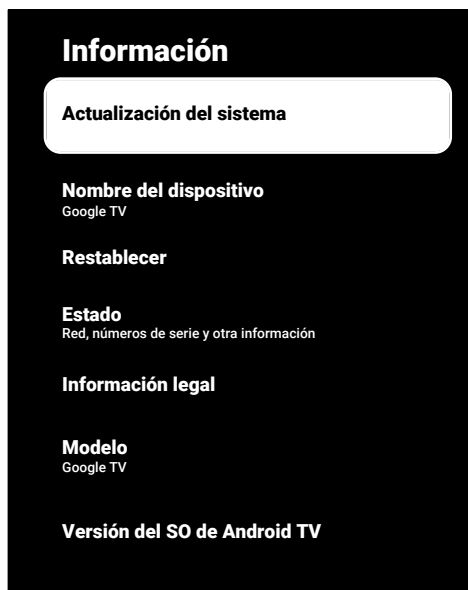 Información
Actualización del sistema
Nombre del dispositivo
Google TV
Restablecer
Estado
Red, números de serie y otra información
Información legal
Modelo
Google TV
Versión del SO de Android TV